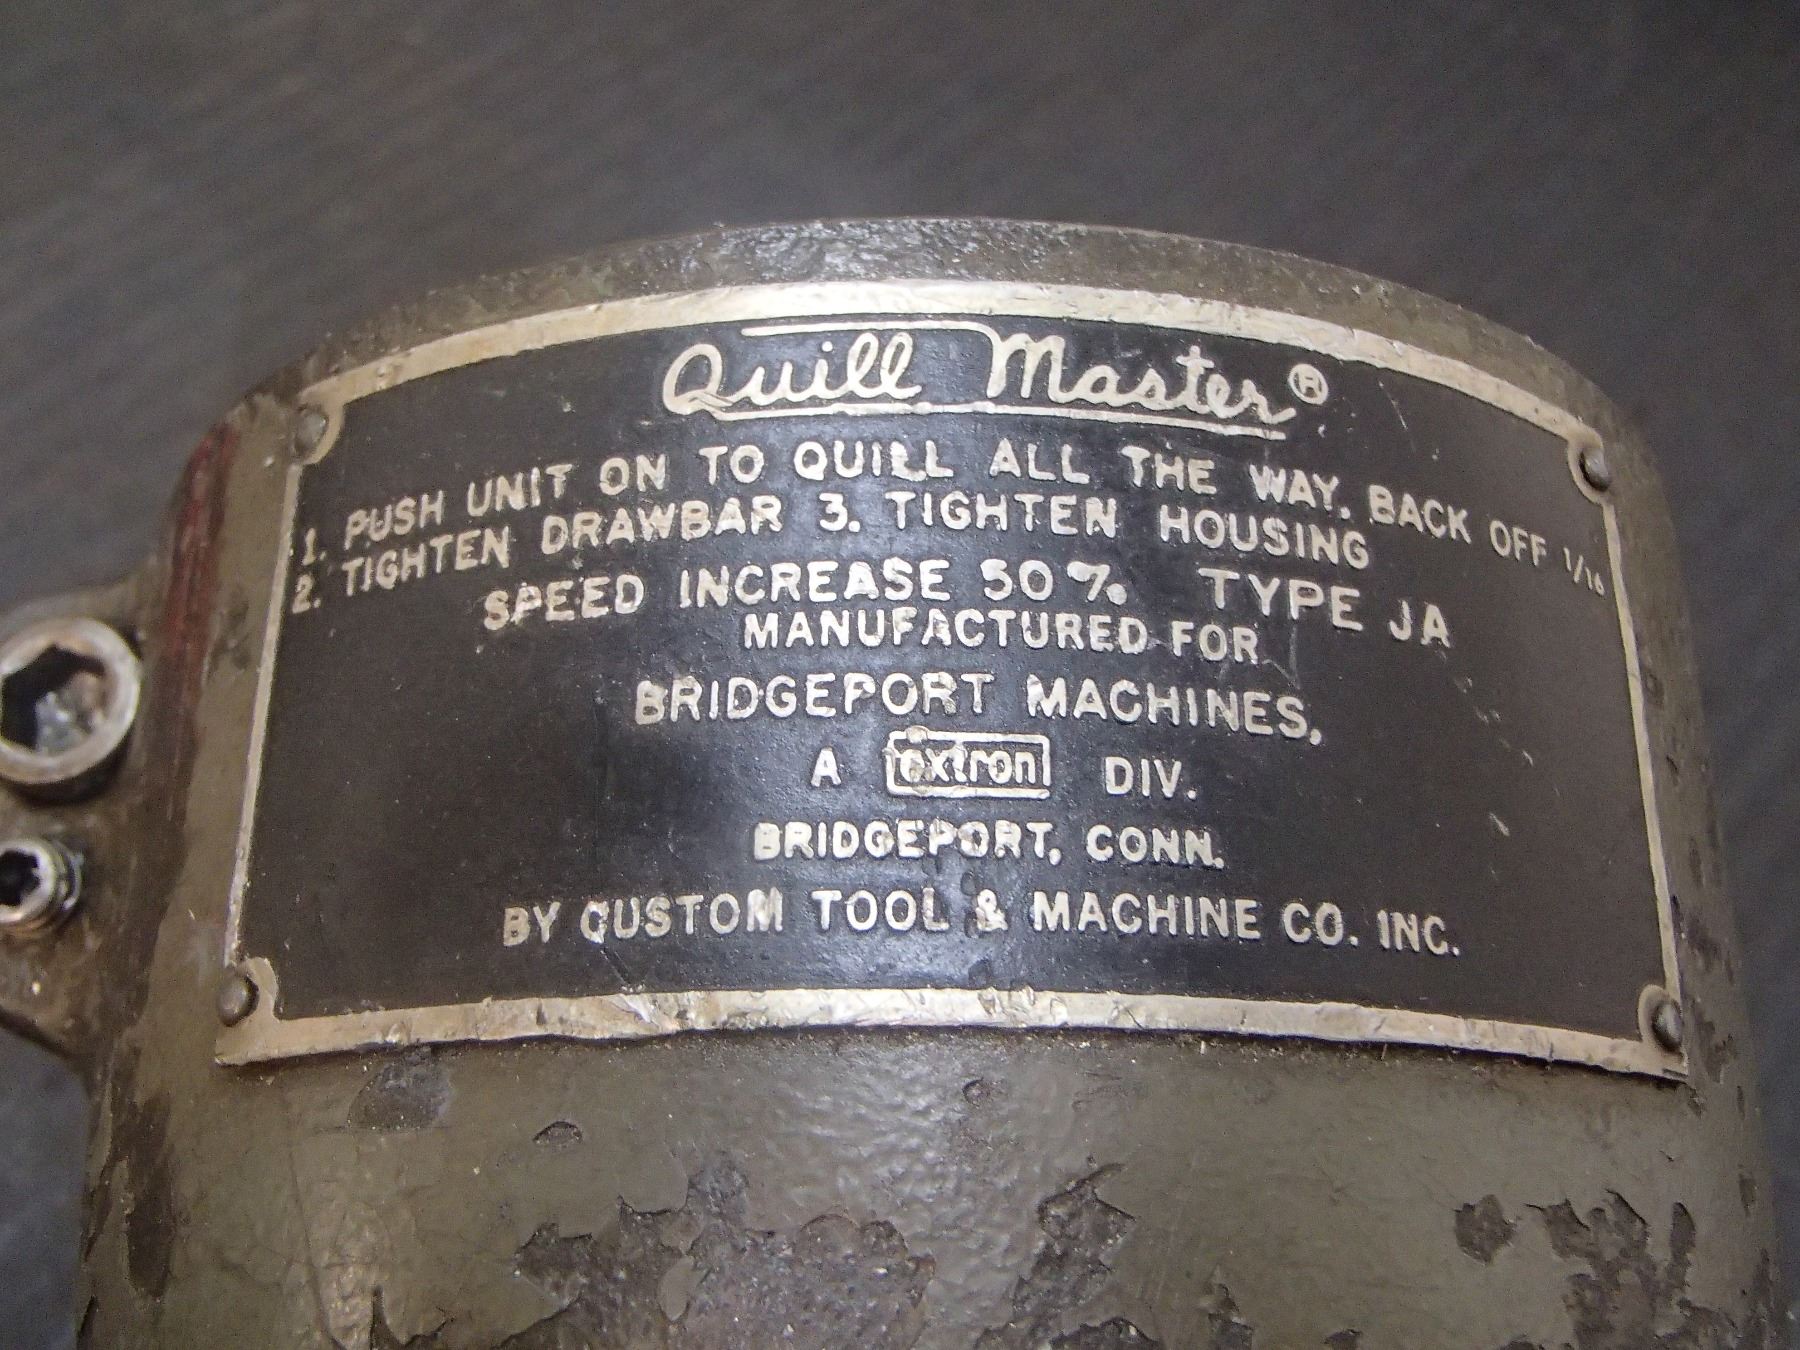 Quill Master®
1. PUSH UNIT ON TO QUILL ALL THE WAY. BACK OFF 1/16
2. TIGHTEN DRAWBAR 3. TIGHTEN HOUSING
SPEED INCREASE 50% TYPE JA
MANUFACTURED FOR
BRIDGEPORT MACHINES,
A extron DIV.
BRIDGEPORT, CONN.
BY CUSTOM TOOL & MACHINE CO. INC.